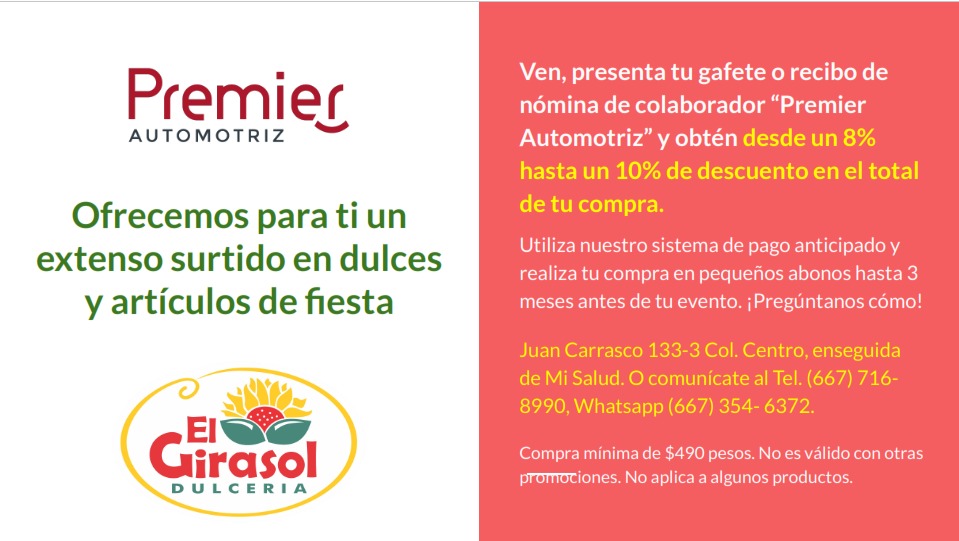 Premier
AUTOMOTRIZ
Ofrecemos para ti un
extenso surtido en dulces
y artículos de fiesta
El
Girasol
DULCERIA
Ven, presenta tu gafete o recibo de
nómina de colaborador “Premier
Automotriz” y obtén desde un 8%
hasta un 10% de descuento en el total
de tu compra.
Utiliza nuestro sistema de pago anticipado y
realiza tu compra en pequeños abonos hasta 3
meses antes de tu evento. ¡Pregúntanos cómo!
Juan Carrasco 133-3 Col. Centro, enseguida
de Mi Salud. O comunícate al Tel. (667) 716-
8990, Whatsapp (667) 354- 6372.
Compra mínima de $490 pesos. No es válido con otras
promociones. No aplica a algunos productos.